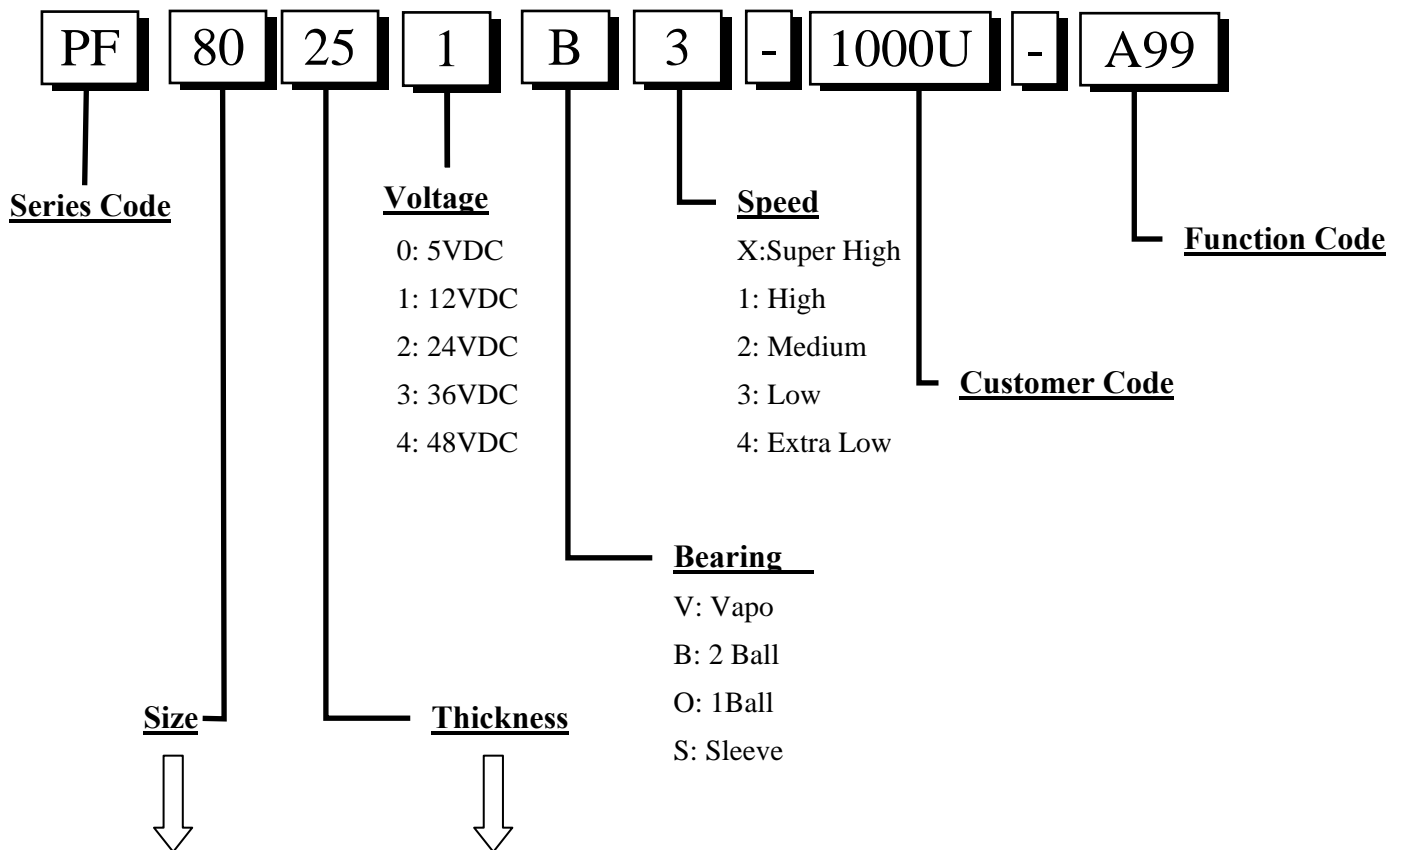 PF 80 25 1 B 3 - 1000U - A99
Series Code
Voltage
0: 5VDC
1: 12VDC
2: 24VDC
3: 36VDC
4: 48VDC
Speed
X:Super High
1: High
2: Medium
3: Low
4: Extra Low
Function Code
Customer Code
Bearing
V: Vapo
B: 2 Ball
O: 1Ball
S: Sleeve
Size
Thickness